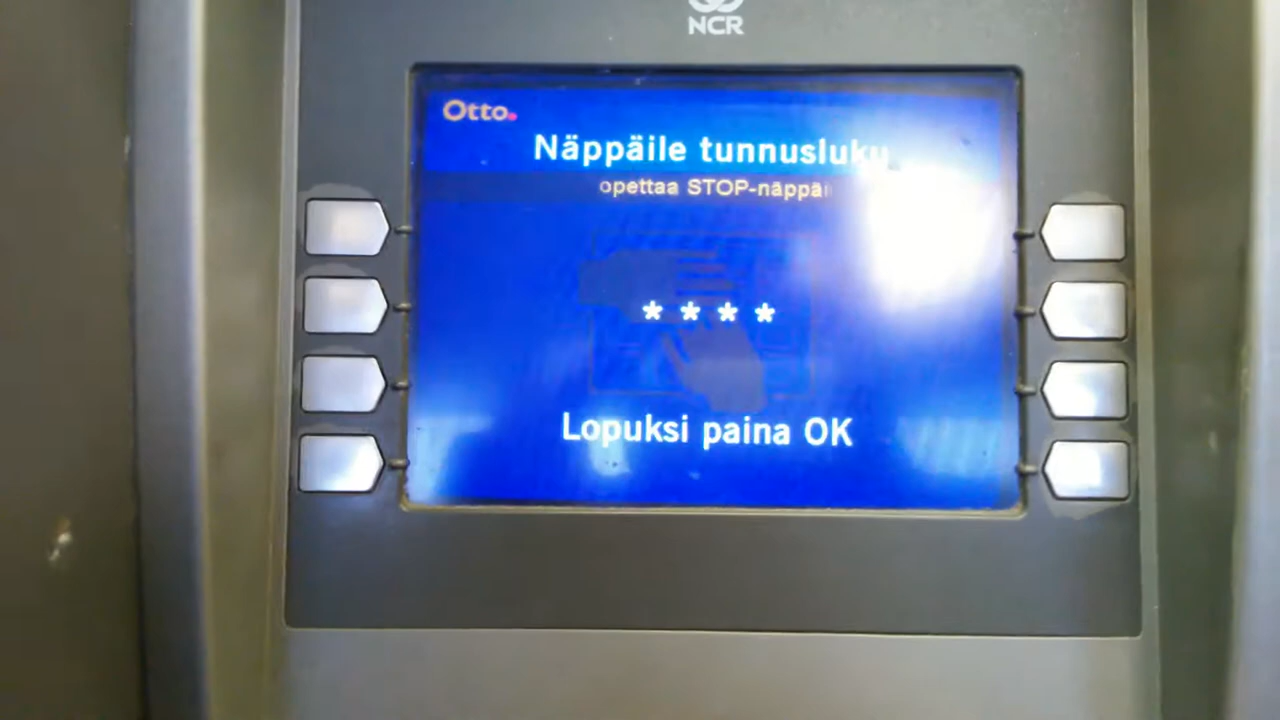 NCR
Otto.
Näppäile tunnusluku
opettaa STOP-näppäi
* * * *
Lopuksi paina OK